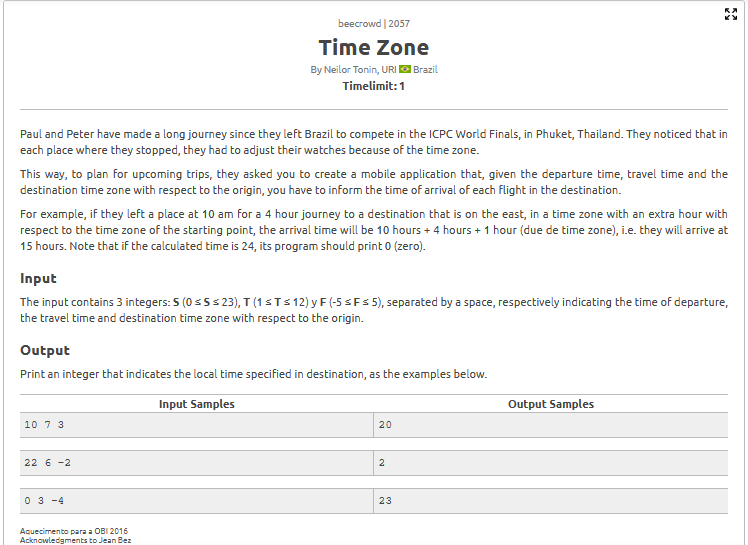 beecrowd | 2057
Time Zone
By Neilor Tonin, URI Brazil
Timelimit: 1
Paul and Peter have made a long journey since they left Brazil to compete in the ICPC World Finals, in Phuket, Thailand. They noticed that in
each place where they stopped, they had to adjust their watches because of the time zone.
This way, to plan for upcoming trips, they asked you to create a mobile application that, given the departure time, travel time and the
destination time zone with respect to the origin, you have to inform the time of arrival of each flight in the destination.
For example, if they left a place at 10 am for a 4 hour journey to a destination that is on the east, in a time zone with an extra hour with
respect to the time zone of the starting point, the arrival time will be 10 hours + 4 hours + 1 hour (due de time zone), i.e. they will arrive at
15 hours. Note that if the calculated time is 24, its program should print 0 (zero).
Input
The input contains 3 integers: S (0 ≤ S ≤ 23), T (1 ≤ T ≤ 12) y F (-5 ≤ F ≤ 5), separated by a space, respectively indicating the time of departure,
the travel time and destination time zone with respect to the origin.
Output
Print an integer that indicates the local time specified in destination, as the examples below.
Input Samples Output Samples
10 7 3 20
22 6 -2 2
0 3 -4 23
Aquecimento para a OBI 2016
Acknowledgments to Jean Bez